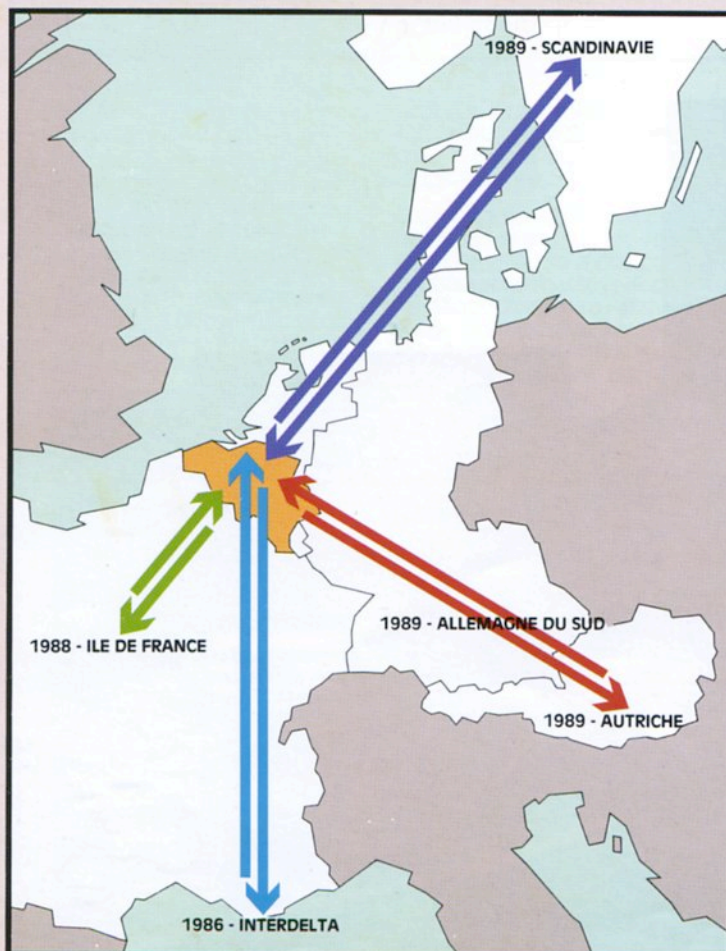 1989 - SCANDINAVIE
1988 - ILE DE FRANCE
1989 - ALLEMAGNE DU SUD
1989 - AUTRICHE
1986 - INTERDELTA